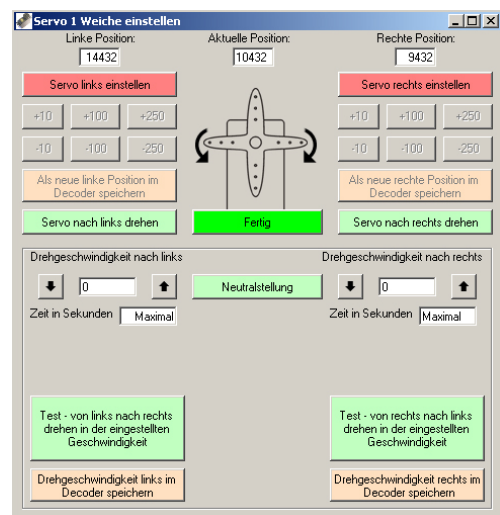 Servo 1 Weiche einstellen
Linke Position:
Aktuelle Position:
Rechte Position:
14432
10432
9432
Servo links einstellen
Servo rechts einstellen
+10
+100
+250
+10
+100
+250
-10
-100
-250
-10
-100
-250
Als neue linke Position im
Decoder speichern
Als neue rechte Position im
Decoder speichern
Servo nach links drehen
Fertig
Servo nach rechts drehen
Drehgeschwindigkeit nach links
Drehgeschwindigkeit nach rechts
0
Neutralstellung
0
Zeit in Sekunden
Maximal
Zeit in Sekunden
Maximal
Test - von links nach rechts
drehen in der eingestellten
Geschwindigkeit
Test - von rechts nach links
drehen in der eingestellten
Geschwindigkeit
Drehgeschwindigkeit links im
Decoder speichern
Drehgeschwindigkeit rechts im
Decoder speichern